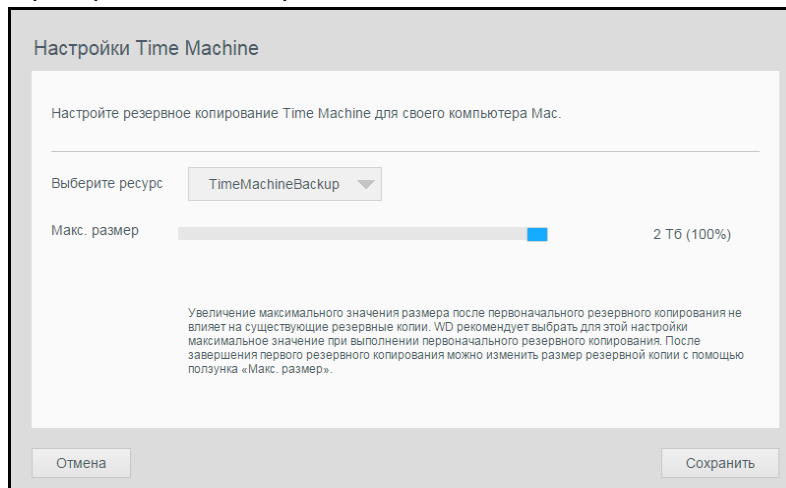 Настройки Time Machine
Настройте резервное копирование Time Machine для своего компьютера Mac.
Выберите ресурс
TimeMachineBackup
Макс. размер
2 Тб (100%)
Увеличение максимального значения размера после первоначального резервного копирования не
влияет на существующие резервные копии. WD рекомендует выбрать для этой настройки
максимальное значение при выполнении первоначального резервного копирования. После
завершения первого резервного копирования можно изменить размер резервной копии с помощью
ползунка «Макс. размер».
Отмена
Сохранить